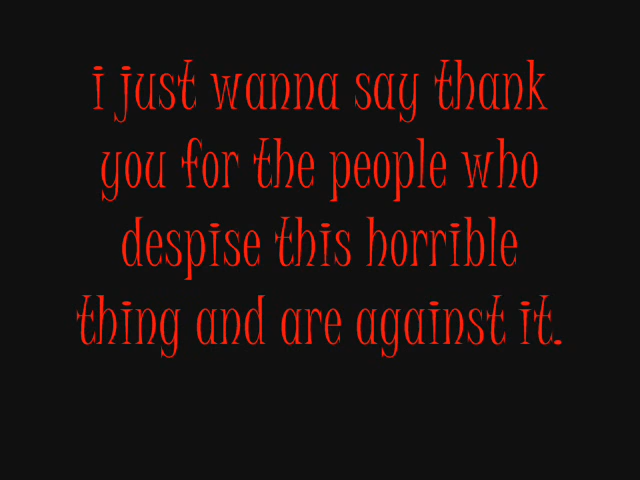 i just wanna say thank
you for the people who
despise this horrible
thing and are against it.